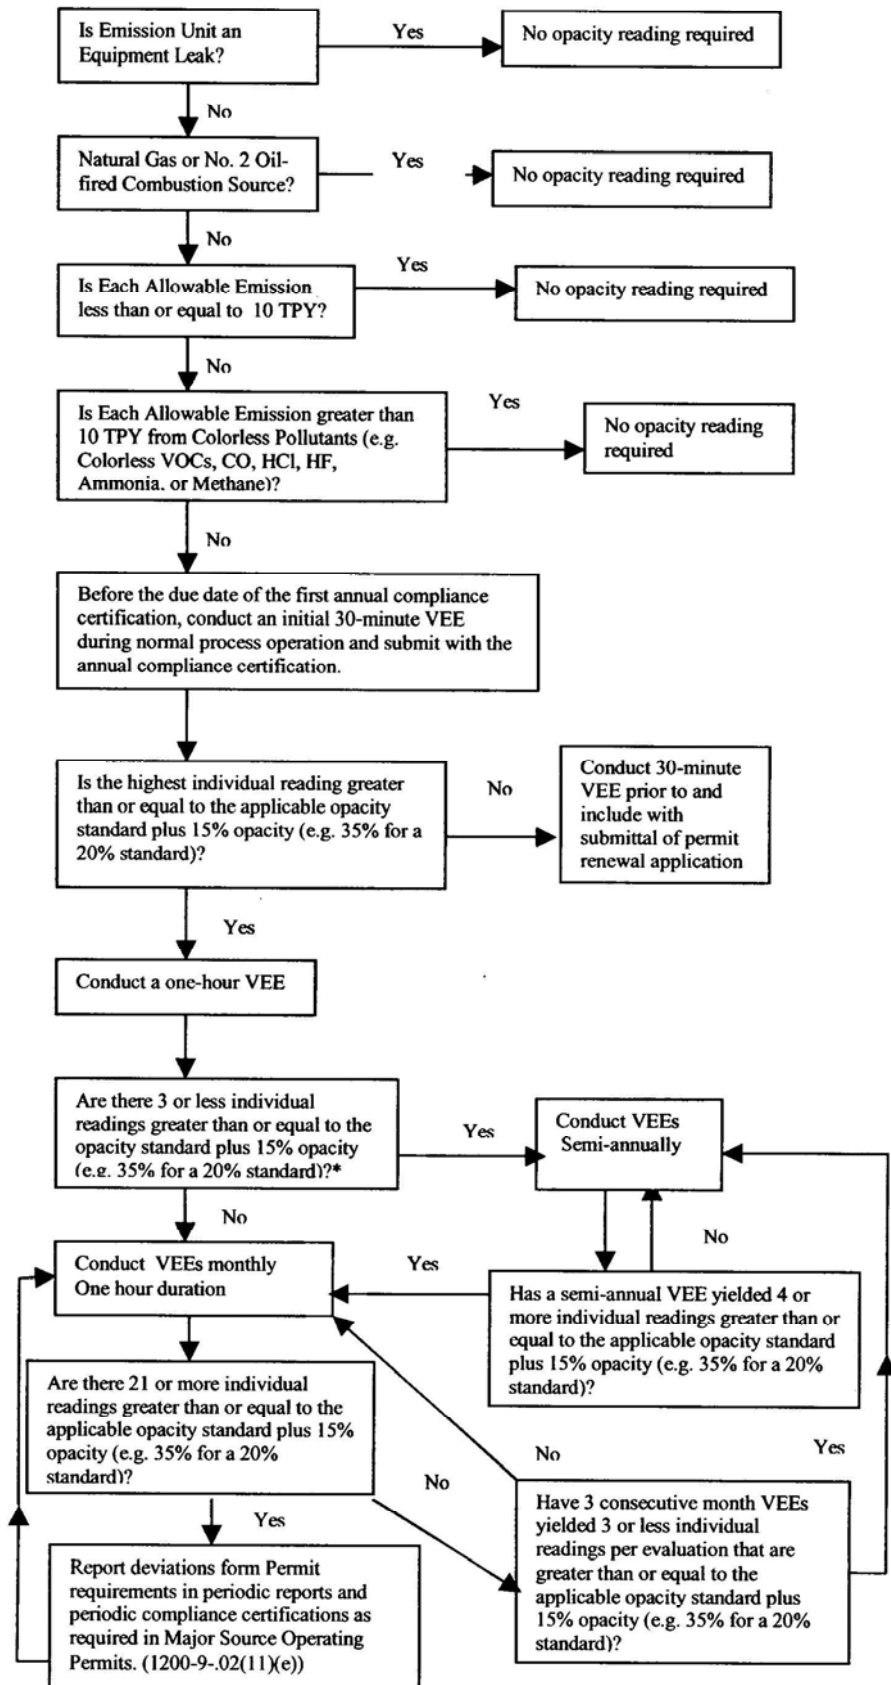 Is Emission Unit an
Equipment Leak?
Yes
No opacity reading required
No
Natural Gas or No. 2 Oil-
fired Combustion Source?
Yes
No opacity reading required
No
Is Each Allowable Emission
less than or equal to 10 TPY?
Yes
No opacity reading required
No
Is Each Allowable Emission greater than
10 TPY from Colorless Pollutants (e.g.
Colorless VOCs, CO, HCl, HF,
Ammonia. or Methane)?
Yes
No opacity reading
required
No
Before the due date of the first annual compliance
certification, conduct an initial 30-minute VEE
during normal process operation and submit with the
annual compliance certification.
Is the highest individual reading greater
than or equal to the applicable opacity
standard plus 15% opacity (e.g. 35% for a
20% standard)?
No
Conduct 30-minute
VEE prior to and
include with
submittal of permit
renewal application
Yes
Conduct a one-hour VEE
Are there 3 or less individual
readings greater than or equal to the
opacity standard plus 15% opacity
(e.g. 35% for a 20% standard)?*
Yes
Conduct VEEs
Semi-annually
No
No
Conduct VEEs monthly
One hour duration
Yes
Has a semi-annual VEE yielded 4 or
more individual readings greater than or
equal to the applicable opacity standard
plus 15% opacity (e.g. 35% for a 20%
standard)?
Are there 21 or more individual
readings greater than or equal to the
applicable opacity standard plus 15%
opacity (e.g. 35% for a 20%
standard)?
No
No
Yes
Have 3 consecutive month VEEs
yielded 3 or less individual
readings per evaluation that are
greater than or equal to the
applicable opacity standard plus
15% opacity (e.g. 35% for a 20%
standard)?
Yes
Report deviations form Permit
requirements in periodic reports and
periodic compliance certifications as
required in Major Source Operating
Permits. (1200-9-.02(11)(e))